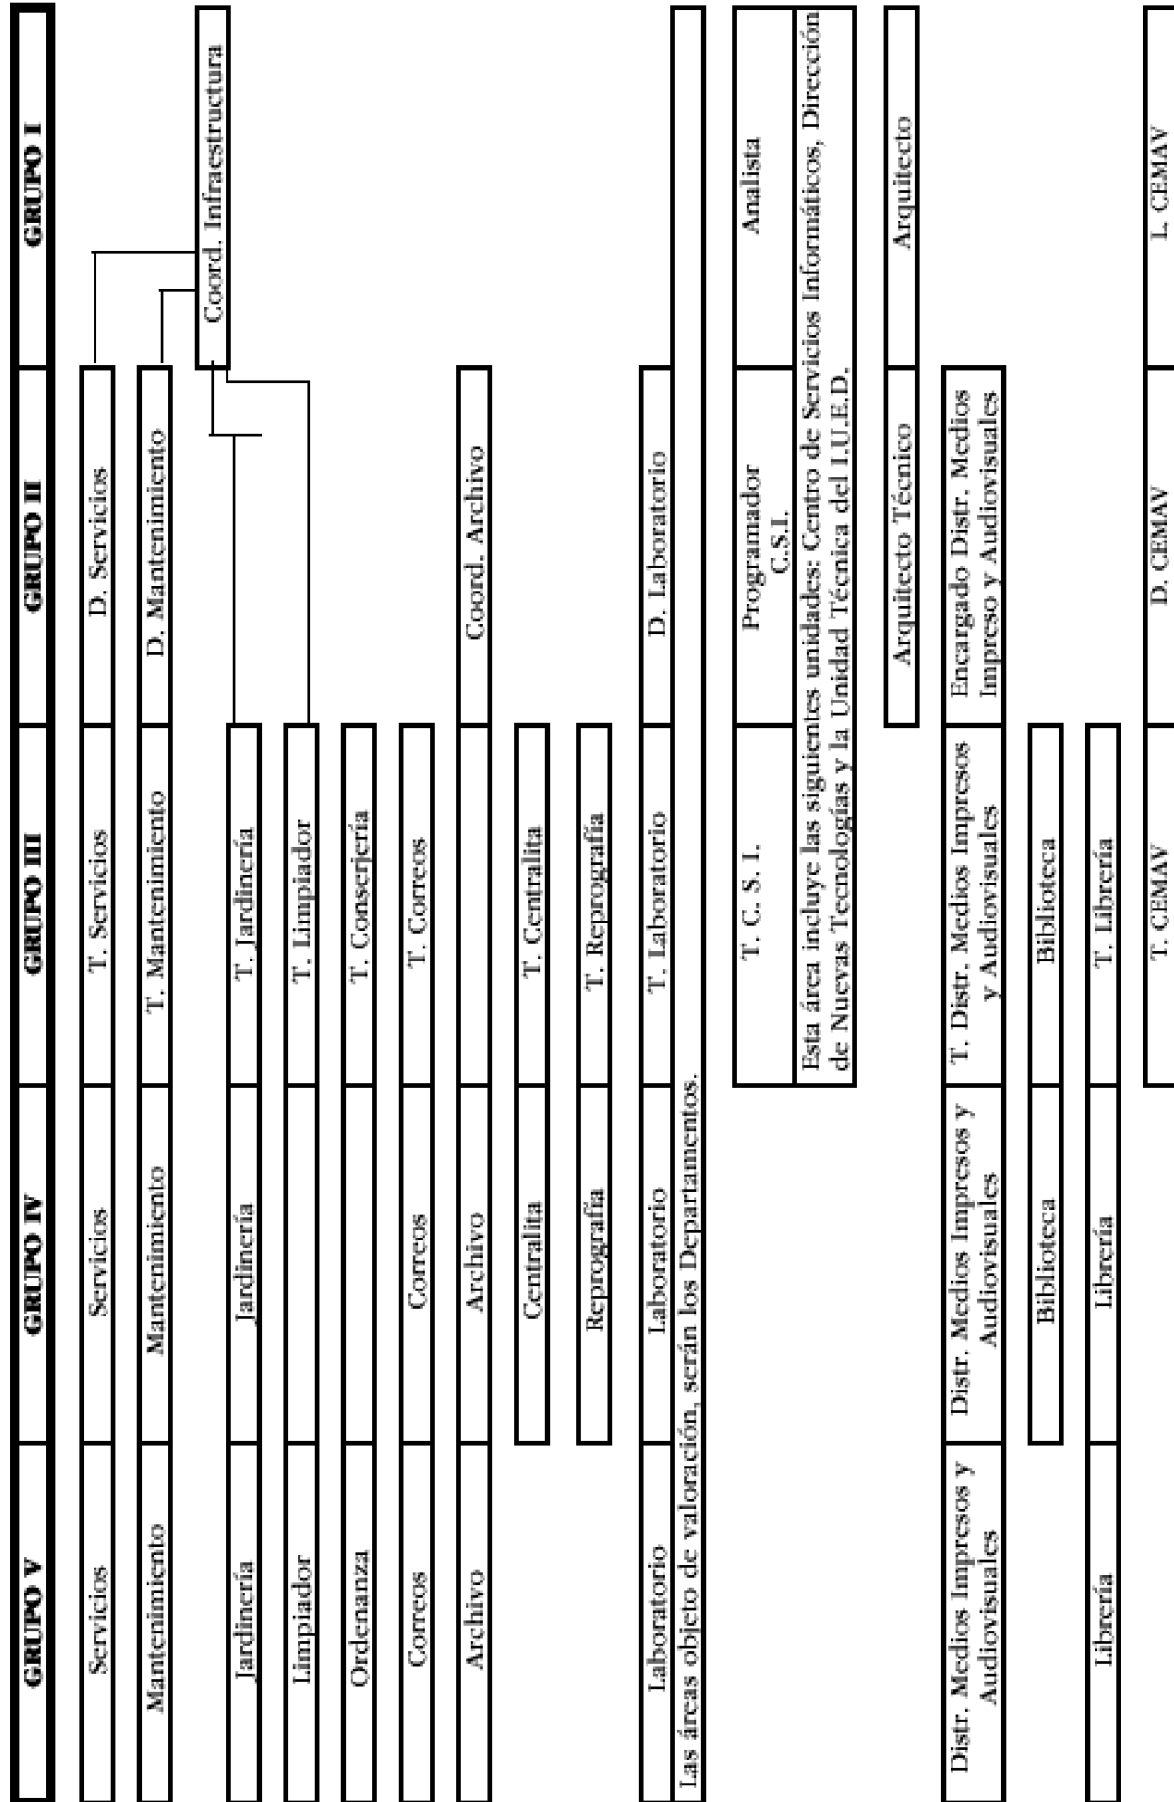 GRUPO V GRUPO IV GRUPO III GRUPO II GRUPO I
Servicios Servicios T. Servicios D. Servicios
Mantenimiento Mantenimiento T. Mantenimiento D. Mantenimiento
Coord. Infraestructura
Jardinería Jardinería T. Jardinería
Limpiador T. Limpiador
Ordenanza T. Conserjería
Correos Correos T. Correos
Archivo Archivo Coord. Archivo
Centralita T. Centralita
Reprografía T. Reprografía
Laboratorio Laboratorio T. Laboratorio D. Laboratorio
Las áreas objeto de valoración, serán los Departamentos.
T. C. S. I. Programador Analista
C.S.I.
Esta área incluye las siguientes unidades: Centro de Servicios Informáticos, Dirección
de Nuevas Tecnologías y la Unidad Técnica del I.U.E.D.
Arquitecto Técnico Arquitecto
Distr. Medios Impresos y Distr. Medios Impresos y T. Distr. Medios Impresos Encargado Distr. Medios
Audiovisuales Audiovisuales y Audiovisuales Impreso y Audiovisuales
Biblioteca Biblioteca
Librería Librería T. Librería
T. CEMAV D. CEMAV L CEMAV